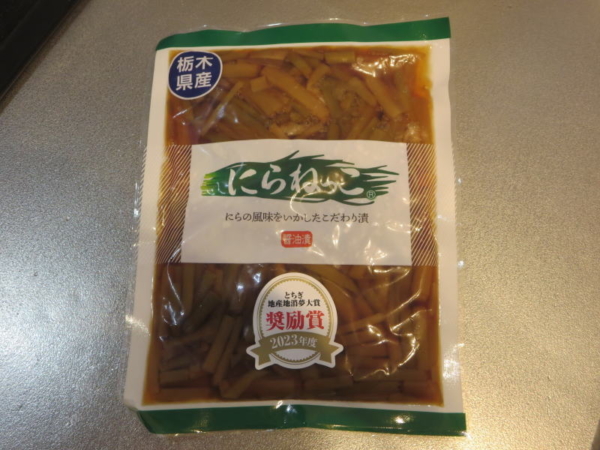 栃木
県産
にらねっこ®
にらの風味をいかしたこだわり漬
醤油漬
とちぎ
地産地消夢大賞
奨励賞
2023年度